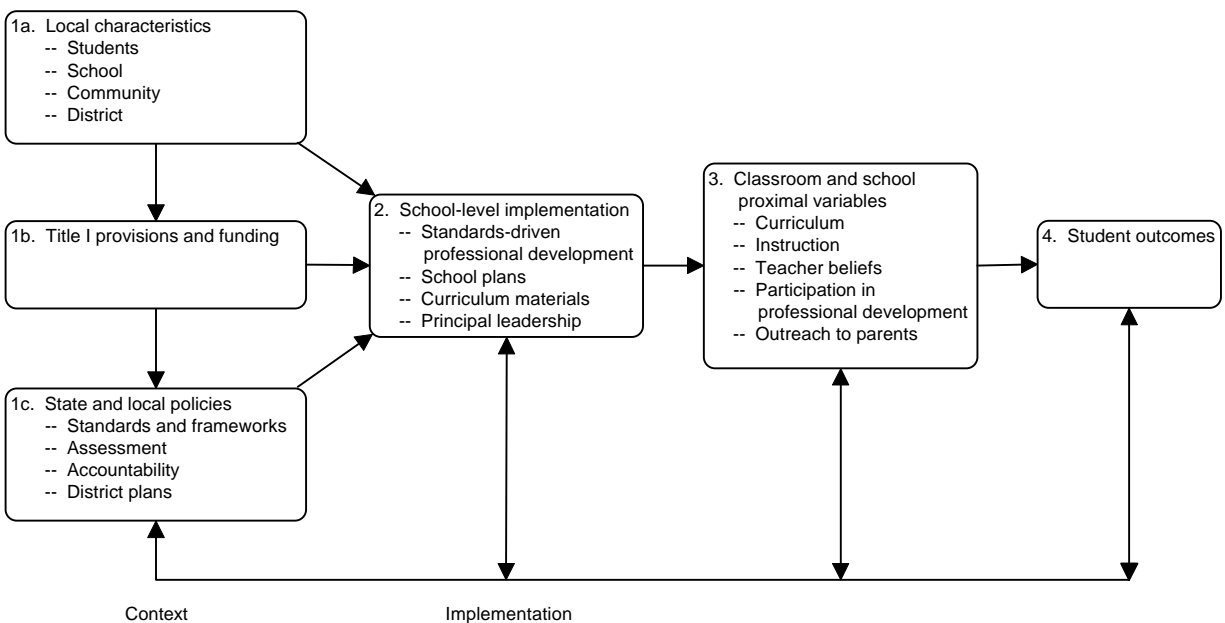 1a. Local characteristics
-- Students
-- School
-- Community
-- District
1b. Title I provisions and funding
1c. State and local policies
-- Standards and frameworks
-- Assessment
-- Accountability
-- District plans
2. School-level implementation
-- Standards-driven
professional development
-- School plans
-- Curriculum materials
-- Principal leadership
3. Classroom and school
proximal variables
-- Curriculum
-- Instruction
-- Teacher beliefs
-- Participation in
professional development
-- Outreach to parents
4. Student outcomes
Context
Implementation